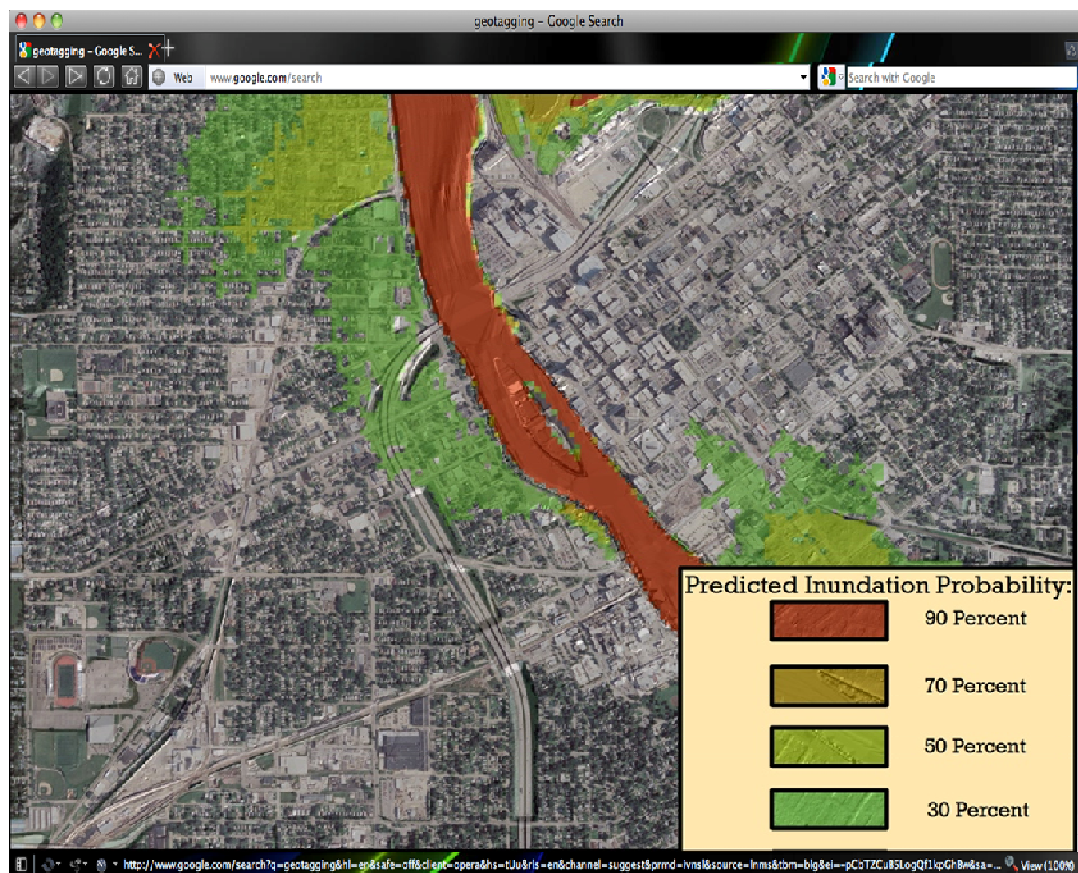 geotagging – Google Search
geotagging – Google S...
Web www.google.com/search
Search with Google
Predicted Inundation Probability:
90 Percent
70 Percent
50 Percent
30 Percent
View (100%)